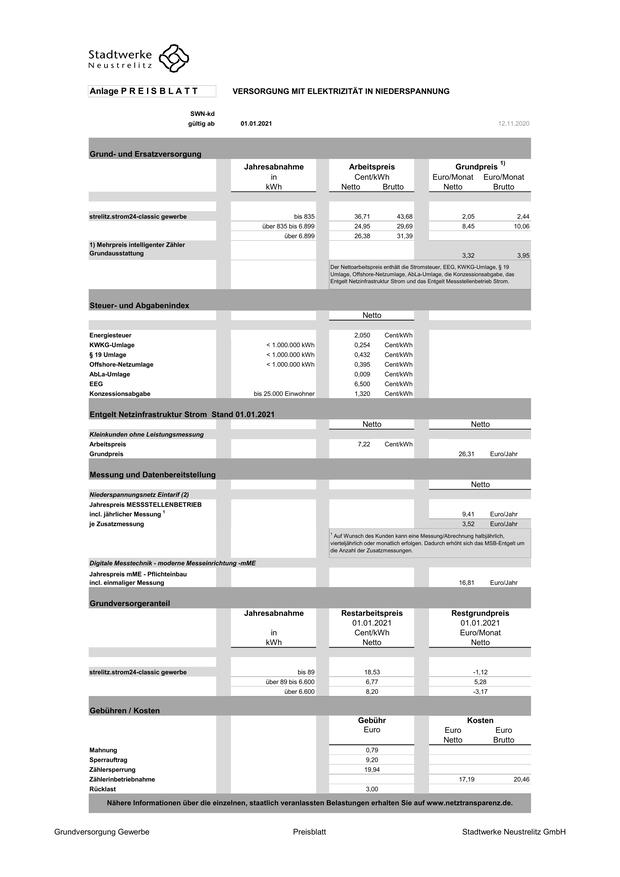 Stadtwerke
Neustrelitz
Anlage P R E I S B L A T T VERSORGUNG MIT ELEKTRIZITÄT IN NIEDERSPANNUNG
SWN-kd
gültig ab 01.01.2021 12.11.2020
Grund- und Ersatzversorgung
Jahresabnahme Arbeitspreis Grundpreis 1)
in Cent/kWh Euro/Monat Euro/Monat
kWh Netto Brutto Netto Brutto
strelitz.strom24-classic gewerbe bis 835 36,71 43,68 2,05 2,44
über 835 bis 6.899 24,95 29,69 8,45 10,06
über 6.899 26,38 31,39
1) Mehrpreis intelligenter Zähler
Grundausstattung 3,32 3,95
Der Nettoarbeitspreis enthält die Stromsteuer, EEG, KWKG-Umlage, § 19
Umlage, Offshore-Netzumlage, AbLa-Umlage, die Konzessionsabgabe, das
Entgelt Netzinfrastruktur Strom und das Entgelt Messstellenbetrieb Strom.
Steuer- und Abgabenindex
Netto
Energiesteuer 2,050 Cent/kWh
KWKG-Umlage < 1.000.000 kWh 0,254 Cent/kWh
§ 19 Umlage < 1.000.000 kWh 0,432 Cent/kWh
Offshore-Netzumlage < 1.000.000 kWh 0,395 Cent/kWh
AbLa-Umlage 0,009 Cent/kWh
EEG 6,500 Cent/kWh
Konzessionsabgabe bis 25.000 Einwohner 1,320 Cent/kWh
Entgelt Netzinfrastruktur Strom Stand 01.01.2021
Netto Netto
Kleinkunden ohne Leistungsmessung
Arbeitspreis 7,22 Cent/kWh
Grundpreis 26,31 Euro/Jahr
Messung und Datenbereitstellung
Netto
Niederspannungsnetz Eintarif (2)
Jahrespreis MESSSTELLENBETRIEB
incl. jährlicher Messung 1 9,41 Euro/Jahr
je Zusatzmessung 3,52 Euro/Jahr
1 Auf Wunsch des Kunden kann eine Messung/Abrechnung halbjährlich,
vierteljährlich oder monatlich erfolgen. Dadurch erhöht sich das MSB-Entgelt um
die Anzahl der Zusatzmessungen.
Digitale Messtechnik - moderne Messeinrichtung -mME
Jahrespreis mME - Pflichteinbau
incl. einmaliger Messung 16,81 Euro/Jahr
Grundversorgeranteil
Jahresabnahme Restarbeitspreis Restgrundpreis
01.01.2021 01.01.2021
in Cent/kWh Euro/Monat
kWh Netto Netto
strelitz.strom24-classic gewerbe bis 89 18,53 -1,12
über 89 bis 6.600 6,77 5,28
über 6.600 8,20 -3,17
Gebühren / Kosten
Gebühr Kosten
Euro Euro Euro
Netto Brutto
Mahnung 0,79
Sperrauftrag 9,20
Zählersperrung 19,94
Zählerinbetriebnahme 17,19 20,46
Rücklast 3,00
Nähere Informationen über die einzelnen, staatlich veranlassten Belastungen erhalten Sie auf www.netztransparenz.de.
Grundversorgung Gewerbe Preisblatt Stadtwerke Neustrelitz GmbH